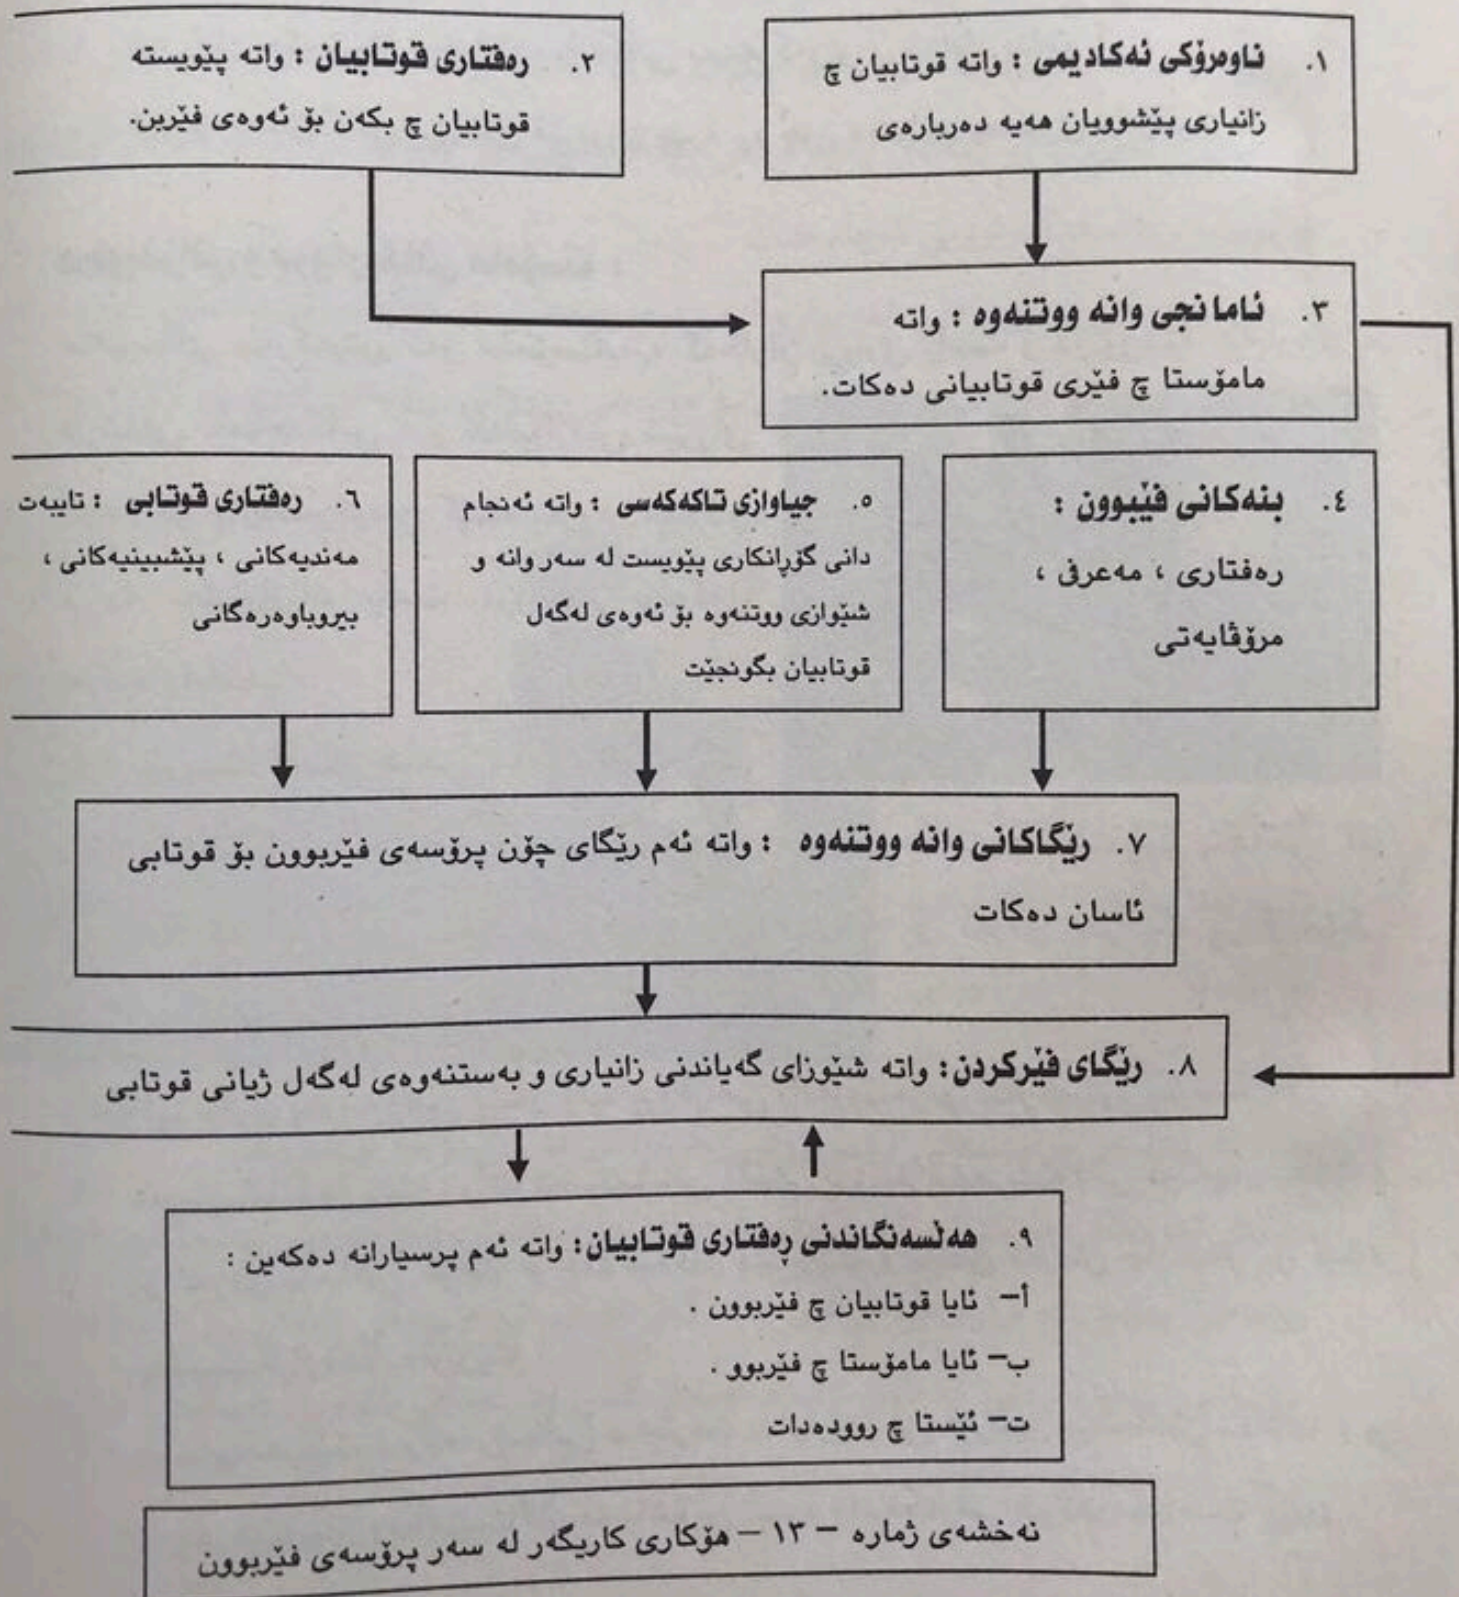 ١. ناوەرۆکی ئەکادیمی : واتە قوتابیان چ
زانیاری پێشوویان هەیە دەربارەی
٢. رەفتاری قوتابیان : واتە پێویستە
قوتابیان چ بکەن بۆ ئەوەی فێربن.
٣. ئامانجی وانە ووتنەوە : واتە
مامۆستا چ فێری قوتابیانی دەکات.
٤. بنەکانی فێبوون :
رەفتاری ، مەعرفی ،
مرۆڤایەتی
٥. جیاوازی تاکەکەسی : واتە ئەنجام
دانی گۆرانکاری پێویست لە سەر وانە و
شێوازی ووتنەوە بۆ ئەوەی لەگەل
قوتابیان بگونجێت
٦. رەفتاری قوتابی : تایبەت
مەندیەکانی ، پێشبینیەکانی ،
بیروباوەرەگانی
٧. رێگاکانی وانە ووتنەوە : واتە ئەم رێگای چۆن پرۆسەی فێربوون بۆ قوتابی
ئاسان دەکات
٨. رێگای فێرکردن: واتە شێوزای گەیاندنی زانیاری و بەستنەوەی لەگەل ژیانی قوتابی
٩. هەڵسەنگاندنی ڕەفتاری قوتابیان: واتە ئەم پرسیارانە دەکەین :
أ– ئایا قوتابیان چ فێربوون .
ب– ئایا مامۆستا چ فێربوو .
ت– ئێستا چ روودەدات
نەخشەی ژمارە – ١٣ – هۆکاری کاریگەر لە سەر پرۆسەی فێربوون